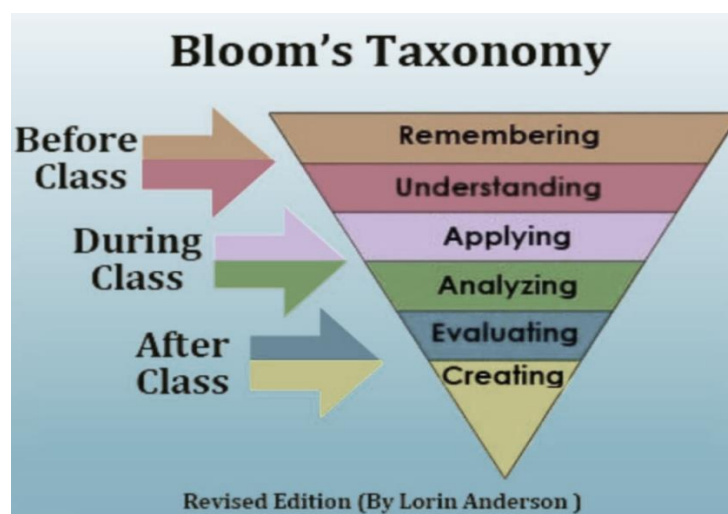 Bloom's Taxonomy
Before
Class
During
Class
After
Class
Remembering
Understanding
Applying
Analyzing
Evaluating
Creating
Revised Edition (By Lorin Anderson )